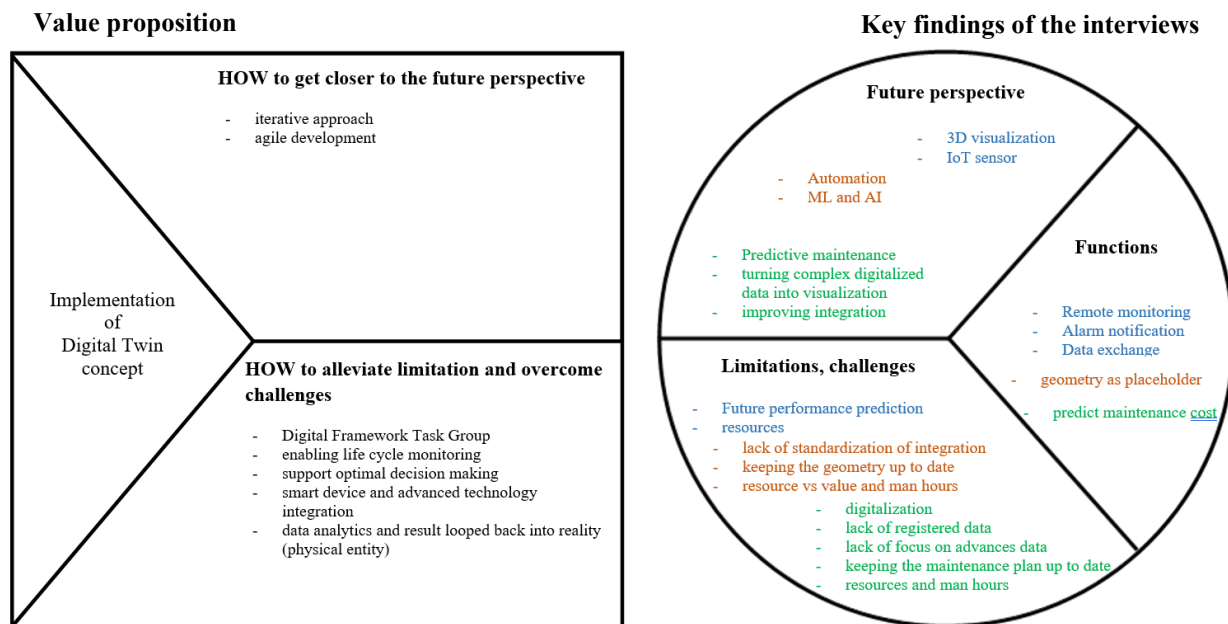 Value proposition
HOW to get closer to the future perspective
- iterative approach
- agile development
Implementation
of
Digital Twin
concept
HOW to alleviate limitation and overcome
challenges
- Digital Framework Task Group
- enabling life cycle monitoring
- support optimal decision making
- smart device and advanced technology
integration
- data analytics and result looped back into reality
(physical entity)
Key findings of the interviews
Future perspective
- 3D visualization
- IoT sensor
- Automation
- ML and AI
- Predictive maintenance
- turning complex digitalized
data into visualization
- improving integration
Functions
- Remote monitoring
- Alarm notification
- Data exchange
- geometry as placeholder
- predict maintenance cost
Limitations, challenges
- Future performance prediction
- resources
- lack of standardization of integration
- keeping the geometry up to date
- resource vs value and man hours
- digitalization
- lack of registered data
- lack of focus on advances data
- keeping the maintenance plan up to date
- resources and man hours